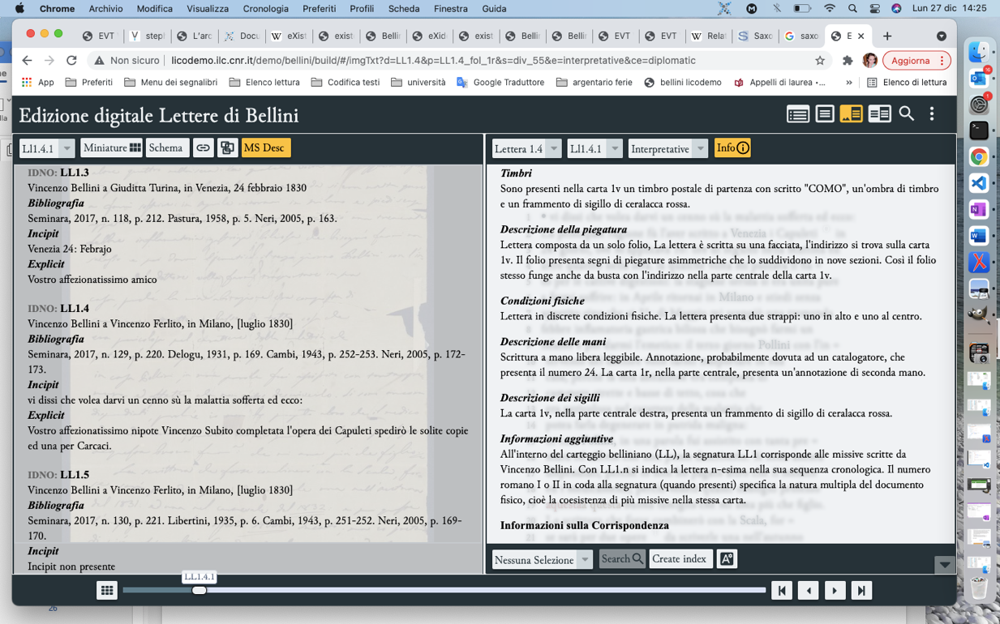 Chrome Archivio Modifica Visualizza Cronologia Preferiti Profili Scheda Finestra Guida Lun 27 dic 14:25
EVT step L'arc Docu eXist exist Bellin eXide exist Bellin Bellin EVT EVT Relat Saxo saxo E
Non sicuro licodemo.ilc.cnr.it/demo/bellini/build/#/imgTxt?d=LL1.4&p=LL1.4_fol_1r&s=div_55&e=interpretative&ce=diplomatic Aggiorna
App Preferiti Menu dei segnalibri Elenco lettura Codifica testi università Google Traduttore argentario ferie bellini licodemo Appelli di laurea •... » Elenco di lettura
Edizione digitale Lettere di Bellini
Ll1.4.1 Miniature Schema MS Desc
IDNO: LL1.3
Vincenzo Bellini a Giuditta Turina, in Venezia, 24 febbraio 1830
Bibliografia
Seminara, 2017, n. 118, p. 212. Pastura, 1958, p. 5. Neri, 2005, p. 163.
Incipit
Venezia 24: Febrajo
Explicit
Vostro affezionatissimo amico
IDNO: LL1.4
Vincenzo Bellini a Vincenzo Ferlito, in Milano, [luglio 1830]
Bibliografia
Seminara, 2017, n. 129, p. 220. Delogu, 1931, p. 169. Cambi, 1943, p. 252-253. Neri, 2005, p. 172-
173.
Incipit
vi dissi che volea darvi un cenno sù la malattia sofferta ed ecco:
Explicit
Vostro affezionatissimo nipote Vincenzo Subito completata l'opera dei Capuleti spedirò le solite copie
ed una per Carcaci.
IDNO: LL1.5
Vincenzo Bellini a Vincenzo Ferlito, in Milano, [luglio 1830]
Bibliografia
Seminara, 2017, n. 130, p. 221. Libertini, 1935, p. 6. Cambi, 1943, p. 251-252. Neri, 2005, p. 169-
170.
Incipit
Incipit non presente
Lettera 1.4 Ll1.4.1 Interpretative Info
Timbri
Sono presenti nella carta 1v un timbro postale di partenza con scritto "COMO", un'ombra di timbro
e un frammento di sigillo di ceralacca rossa.
Descrizione della piegatura
Lettera composta da un solo folio, La lettera è scritta su una facciata, l'indirizzo si trova sulla carta
1v. Il folio presenta segni di piegature asimmetriche che lo suddividono in nove sezioni. Così il folio
stesso funge anche da busta con l'indirizzo nella parte centrale della carta 1v.
Condizioni fisiche
Lettera in discrete condizioni fisiche. La lettera presenta due strappi: uno in alto e uno al centro.
Descrizione delle mani
Scrittura a mano libera leggibile. Annotazione, probabilmente dovuta ad un catalogatore, che
presenta il numero 24. La carta 1r, nella parte centrale, presenta un'annotazione di seconda mano.
Descrizione dei sigilli
La carta 1v, nella parte centrale destra, presenta un frammento di sigillo di ceralacca rossa.
Informazioni aggiuntive
All'interno del carteggio belliniano (LL), la segnatura LL1 corrisponde alle missive scritte da
Vincenzo Bellini. Con LL1.n si indica la lettera n-esima nella sua sequenza cronologica. Il numero
romano I o II in coda alla segnatura (quando presenti) specifica la natura multipla del documento
fisico, cioè la coesistenza di più missive nella stessa carta.
Informazioni sulla Corrispondenza
Nessuna Selezione Search Create index
LL1.4.1
26